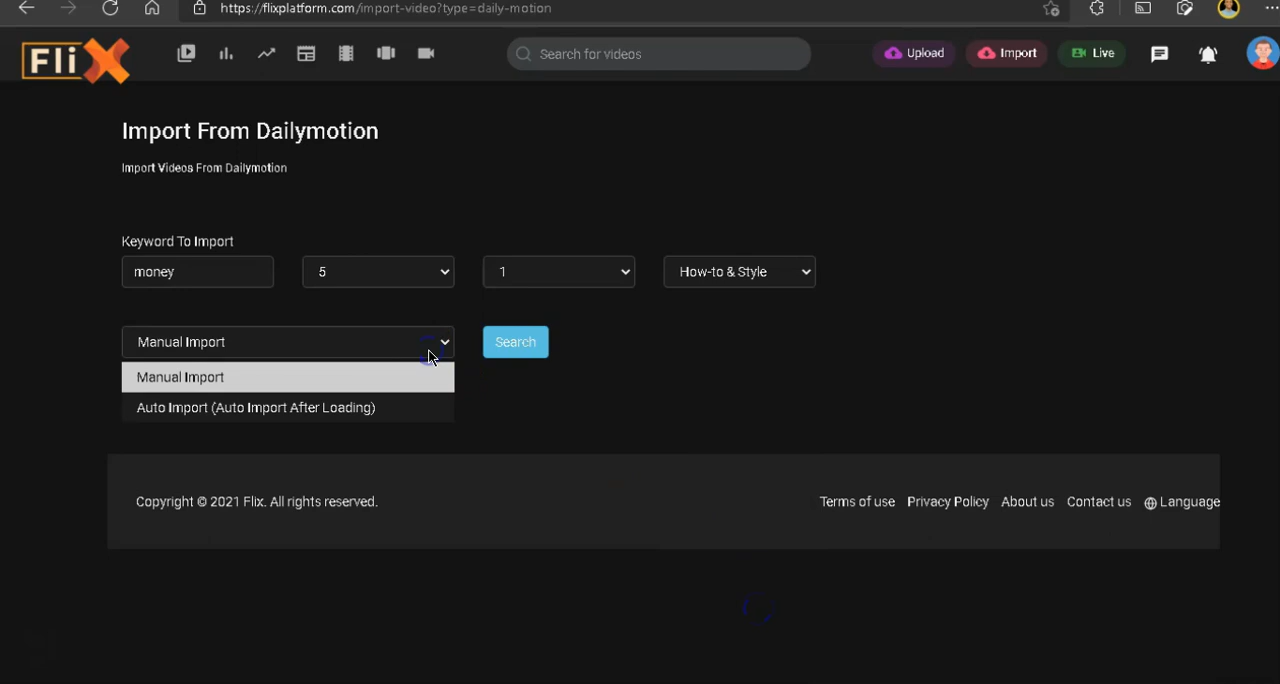 https://flixplatform.com/import-video?type=daily-motion
FliX
Search for videos
Upload
Import
Live
Import From Dailymotion
Import Videos From Dailymotion
Keyword To Import
money
5
1
How-to & Style
Manual Import
Search
Manual Import
Auto Import (Auto Import After Loading)
Copyright © 2021 Flix. All rights reserved.
Terms of use Privacy Policy About us Contact us Language